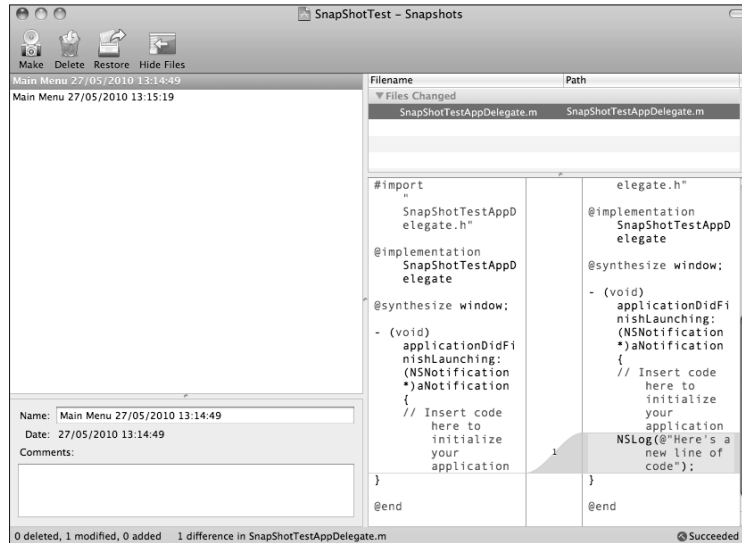 SnapShotTest – Snapshots
Make Delete Restore Hide Files
Main Menu 27/05/2010 13:14:49
Main Menu 27/05/2010 13:15:19
Filename Path
Files Changed
SnapShotTestAppDelegate.m SnapShotTestAppDelegate.m
#import
"
SnapShotTestAppD
elegate.h"
@implementation
SnapShotTestAppD
elegate
@synthesize window;
- (void)
applicationDidFi
nishLaunching:
(NSNotification
*)aNotification
{
// Insert code
here to
initialize
your
application
}
@end
1
elegate.h"
@implementation
SnapShotTestAppD
elegate
@synthesize window;
- (void)
applicationDidFi
nishLaunching:
(NSNotification
*)aNotification
{
// Insert code
here to
initialize
your
application
NSLog(@"Here's a
new line of
code");
}
@end
Name: Main Menu 27/05/2010 13:14:49
Date: 27/05/2010 13:14:49
Comments:
0 deleted, 1 modified, 0 added 1 difference in SnapShotTestAppDelegate.m Succeeded